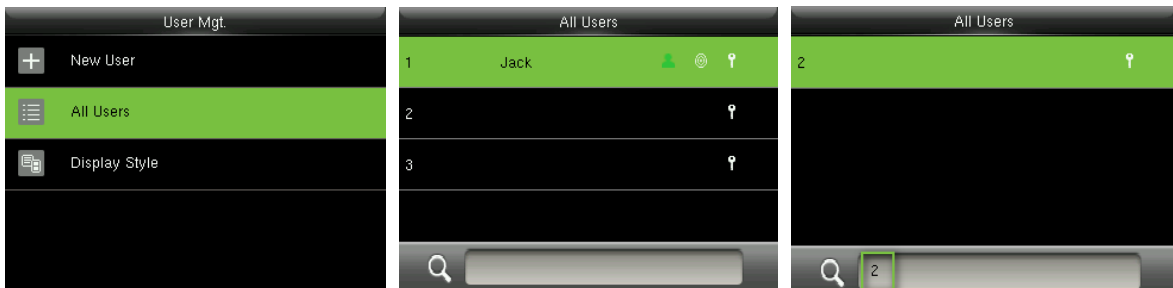 User Mgt.
New User
All Users
Display Style
All Users
1 Jack
2
3
All Users
2
2